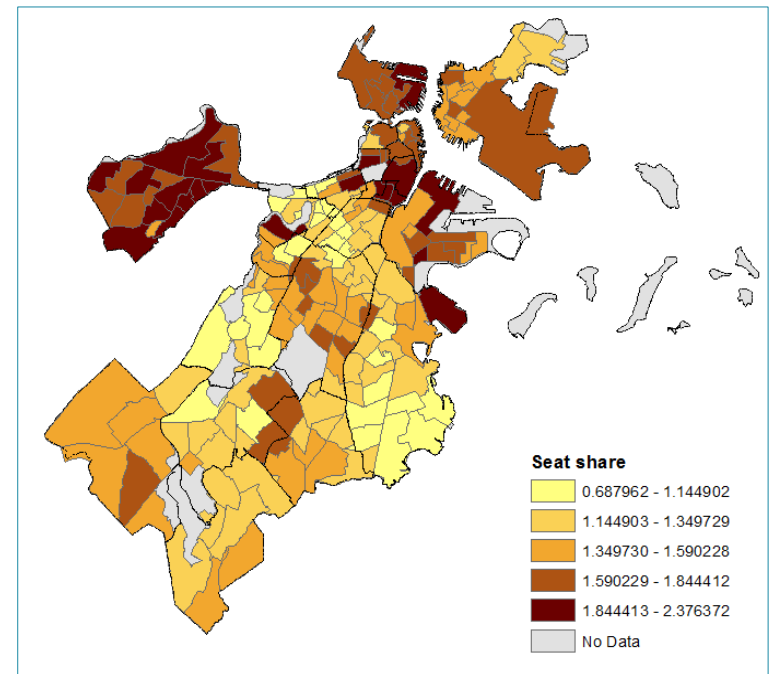 Seat share
0.687962 - 1.144902
1.144903 - 1.349729
1.349730 - 1.590228
1.590229 - 1.844412
1.844413 - 2.376372
No Data